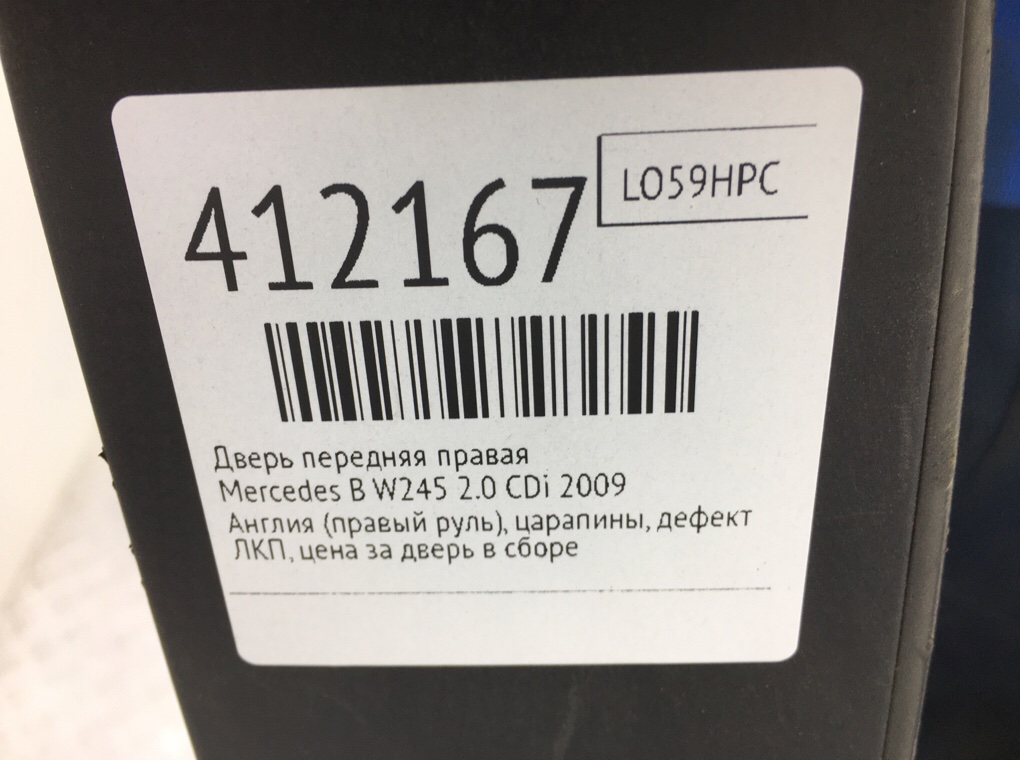 412167
LO59HPC
Дверь передняя правая
Mercedes B W245 2.0 CDi 2009
Англия (правый руль), царапины, дефект
ЛКП, цена за дверь в сборе